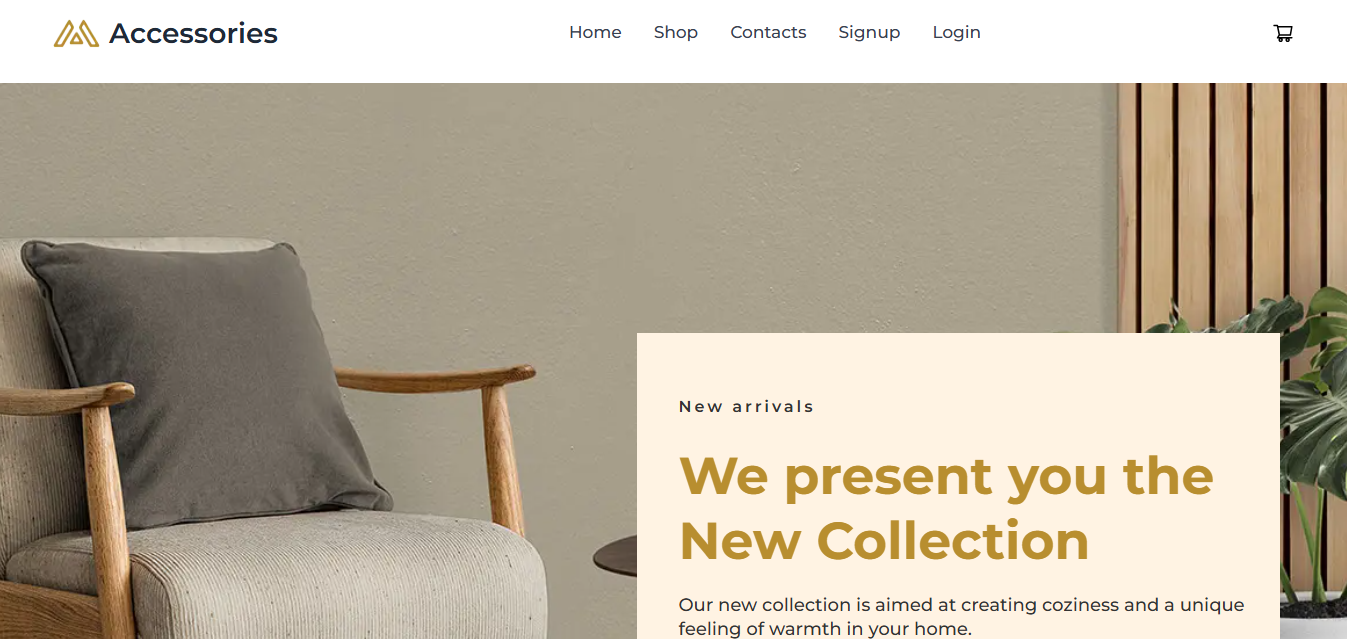 Accessories
Home Shop Contacts Signup Login
New arrivals
We present you the
New Collection
Our new collection is aimed at creating coziness and a unique
feeling of warmth in your home.